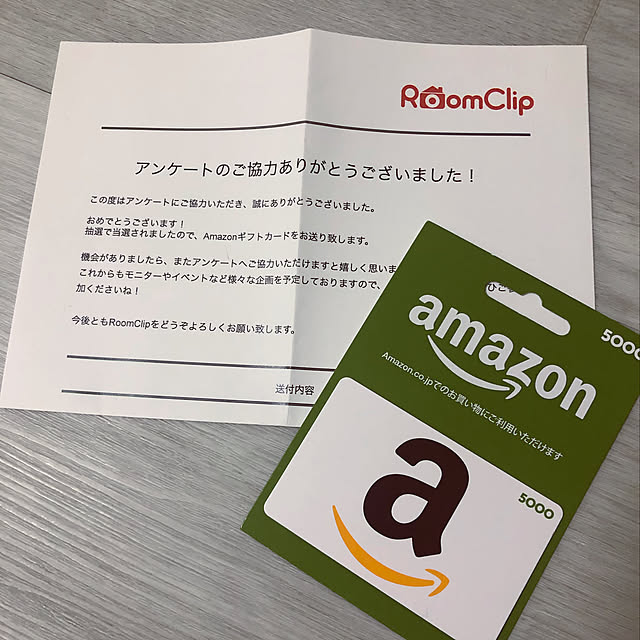 RoomClip
アンケートのご協力ありがとうございました！
この度はアンケートにご協力いただき、誠にありがとうございました。
おめでとうございます！
抽選で当選されましたので、Amazonギフトカードをお送り致します。
機会がありましたら、またアンケートへご協力いただけますと嬉しく思いま
これからもモニターやイベントなど様々な企画を予定しておりますので、
加くださいね！
今後ともRoomClipをどうぞよろしくお願い致します。
送付内容
5000
amazon
Amazon.co.jpでのお買い物にご利用いただけます
5000
a